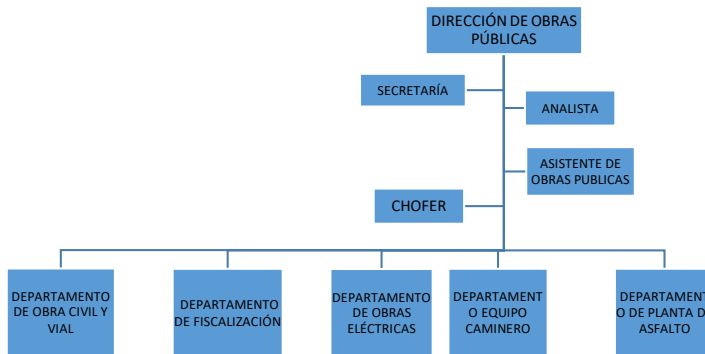 DIRECCIÓN DE OBRAS
PÚBLICAS
SECRETARÍA
ANALISTA
ASISTENTE DE
OBRAS PUBLICAS
CHOFER
DEPARTAMENTO
DE OBRA CIVIL Y
VIAL
DEPARTAMENTO
DE FISCALIZACIÓN
DEPARTAMENTO
DE OBRAS
ELÉCTRICAS
DEPARTAMENT
O EQUIPO
CAMINERO
DEPARTAMENT
O DE PLANTA D
ASFALTO